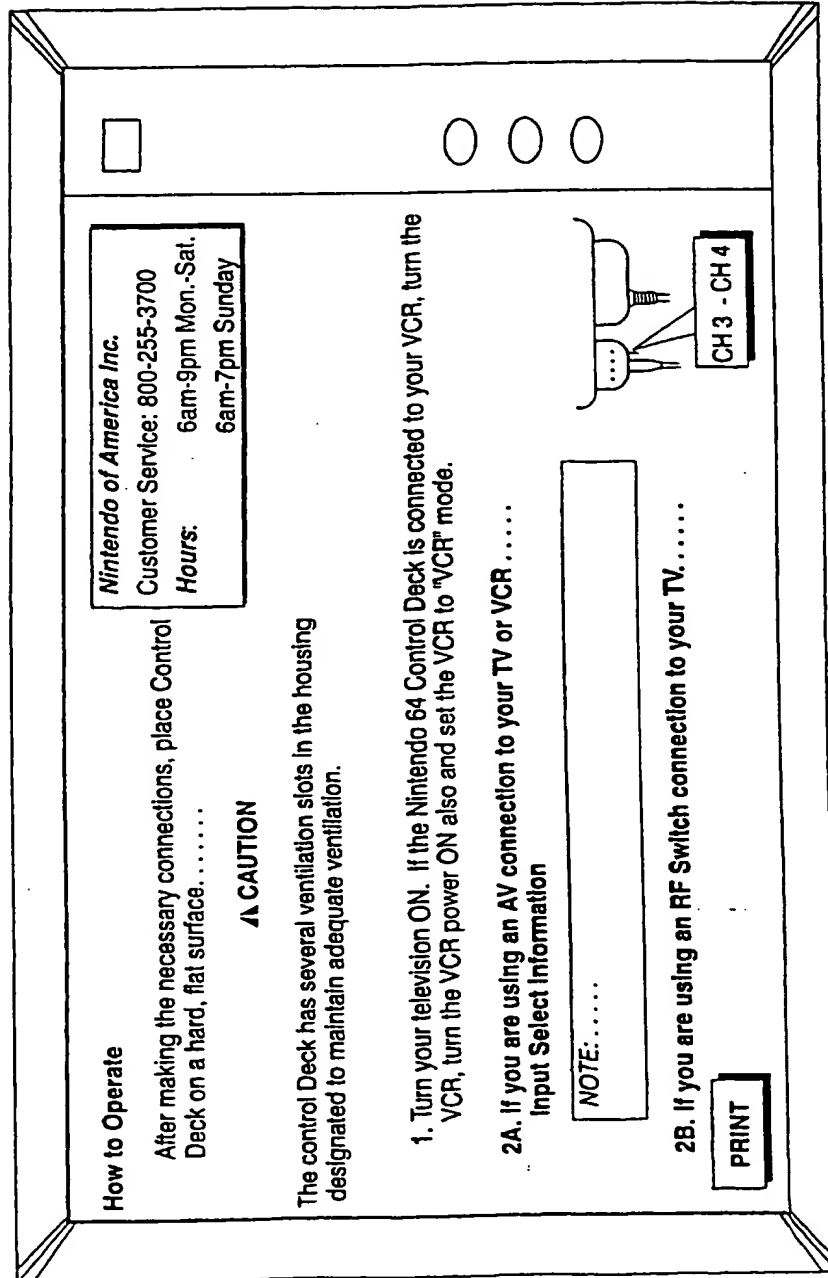 How to Operate
After making the necessary connections, place Control
Deck on a hard, flat surface.......
Nintendo of America Inc.
Customer Service: 800-255-3700
Hours: 6am-9pm Mon.-Sat.
6am-7pm Sunday
CAUTION
The control Deck has several ventilation slots in the housing
designated to maintain adequate ventilation.
1. Turn your television ON. If the Nintendo 64 Control Deck is connected to your VCR, turn the
VCR, turn the VCR power ON also and set the VCR to "VCR" mode.
2A. If you are using an AV connection to your TV or VCR.....
Input Select Information
NOTE:......
2B. If you are using an RF Switch connection to your TV......
CH 3 - CH 4
PRINT